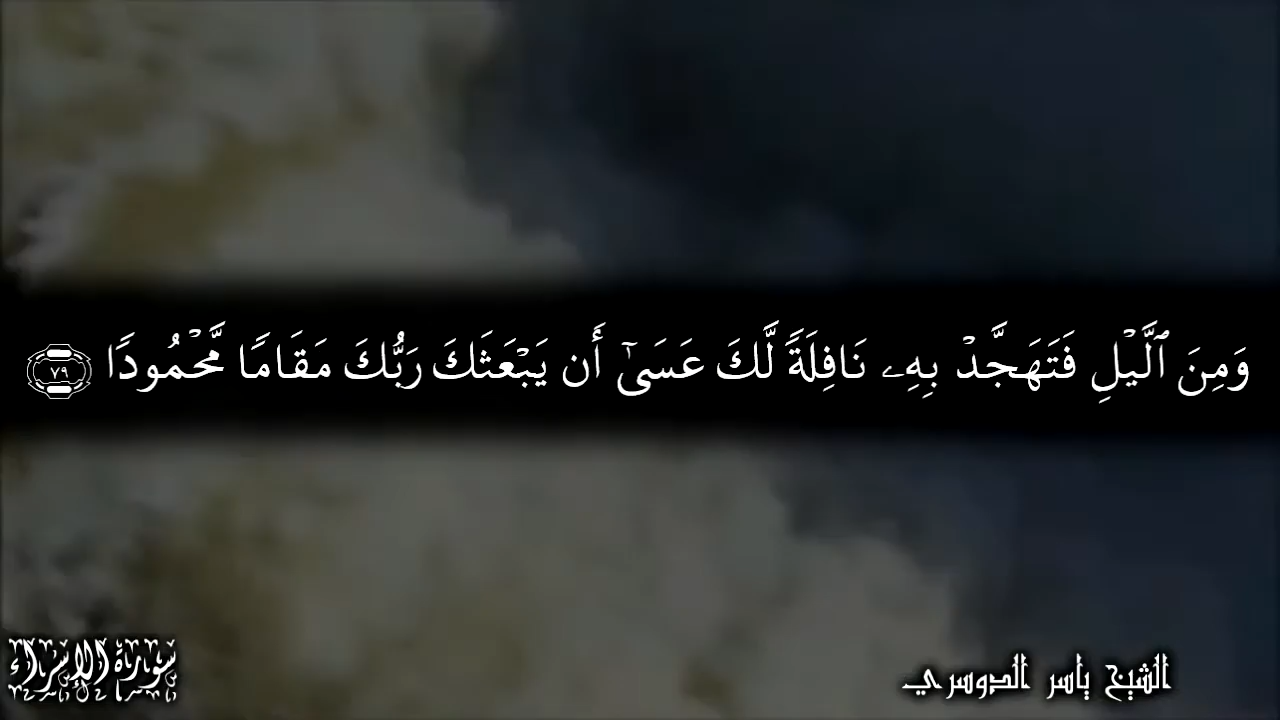 وَمِنَ ٱلَّيۡلِ فَتَهَجَّدۡ بِهِۦ نَافِلَةٗ لَّكَ عَسَىٰٓ أَن يَبۡعَثَكَ رَبُّكَ مَقَامٗا مَّحۡمُودٗا ٧٩
سورة الإسراء
الشيخ ياسر الدوسري